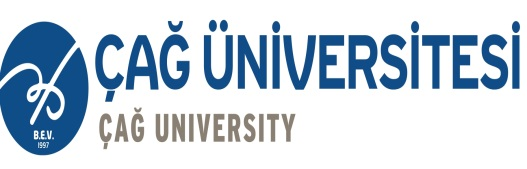 ÇAĞ ÜNİVERSİTESİ
ÇAĞ UNIVERSITY
B.E.V.
1997